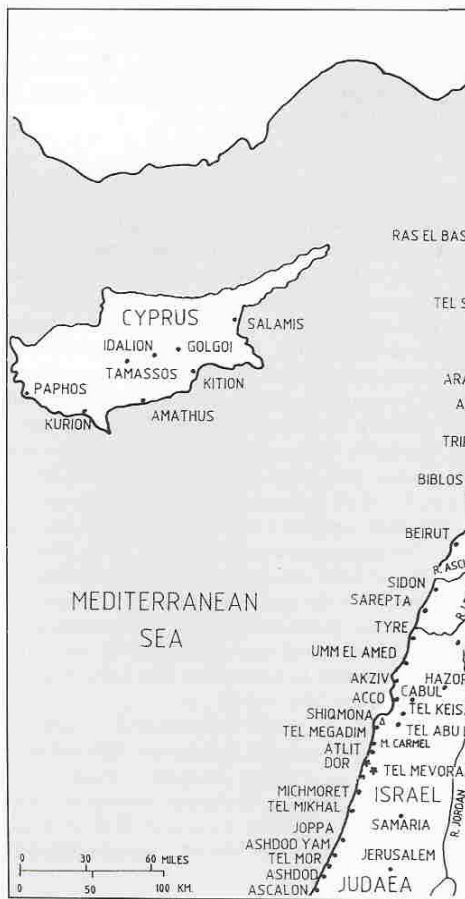 RAS EL BAS
TEL S
CYPRUS
SALAMIS
IDALION
GOLGOI
TAMASSOS
KITION
PAPHOS
AMATHUS
KURION
ARA
A
BIBLOS
BEIRUT
R. ASC
SIDON
SAREPTA
MEDITERRANEAN
SEA
TYRE
UMM EL AMED
AKZIV
HAZOR
CABUL
ACCO
TEL KEISA
SHIQMONA
TEL ABU
TEL MEGADIM
M. CARMEL
ATLIT
DOR
TEL MEVORA
MICHMORET
ISRAEL
TEL MIKHAL
R. JORDAN
JOPPA
SAMARIA
ASHDOD YAM
TEL MOR
JERUSALEM
ASHDOD
ASCALON
JUDAEA
0 30 60 MILES
0 50 100 KM.